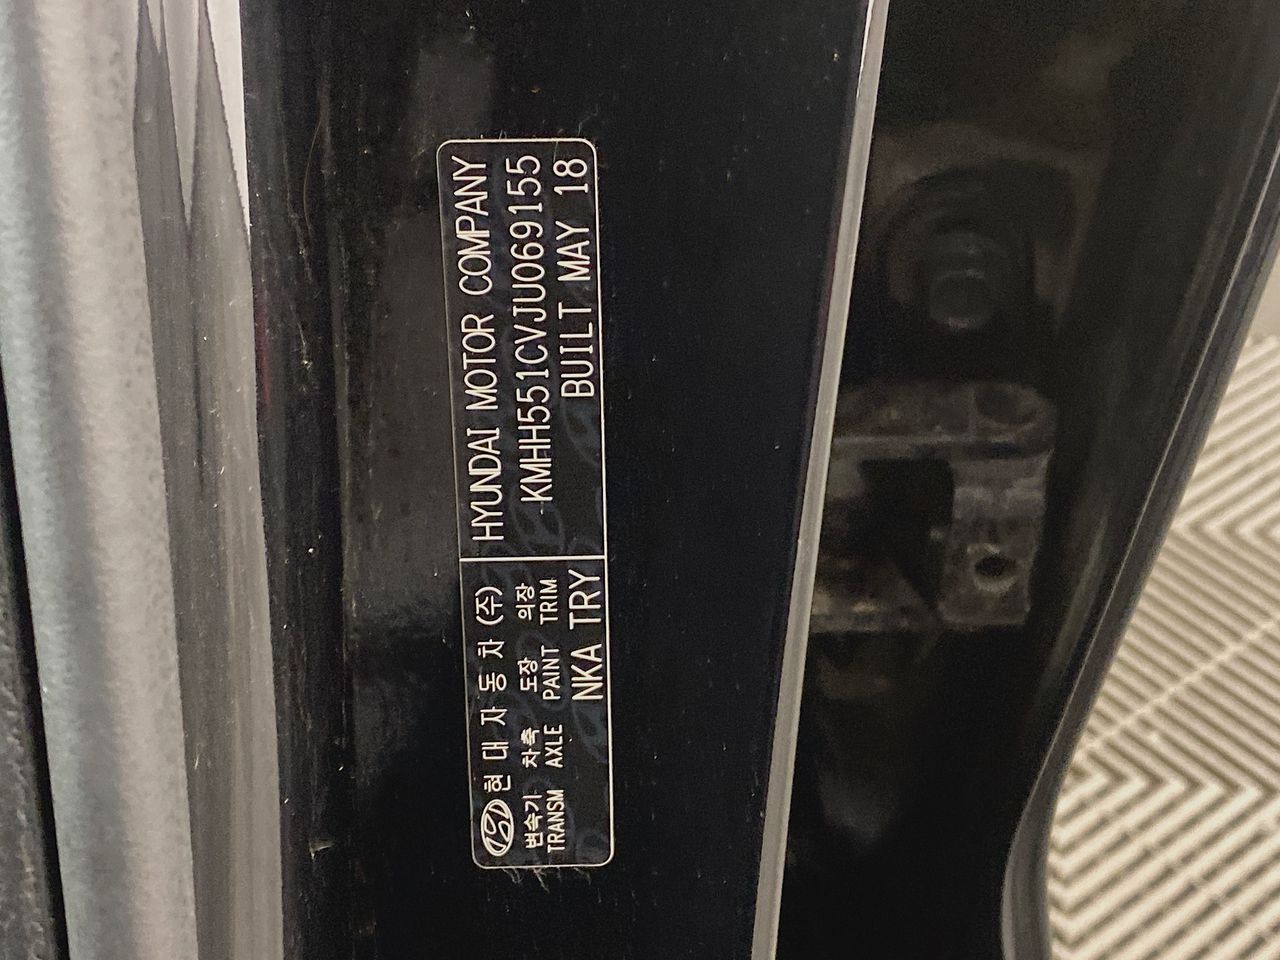 현대자동차(주)
변속기 차축 도장 의장
TRANSM AXLE PAINT TRIM
NKA TRY
HYUNDAI MOTOR COMPANY
KMHH551CVJU069155
BUILT MAY 18